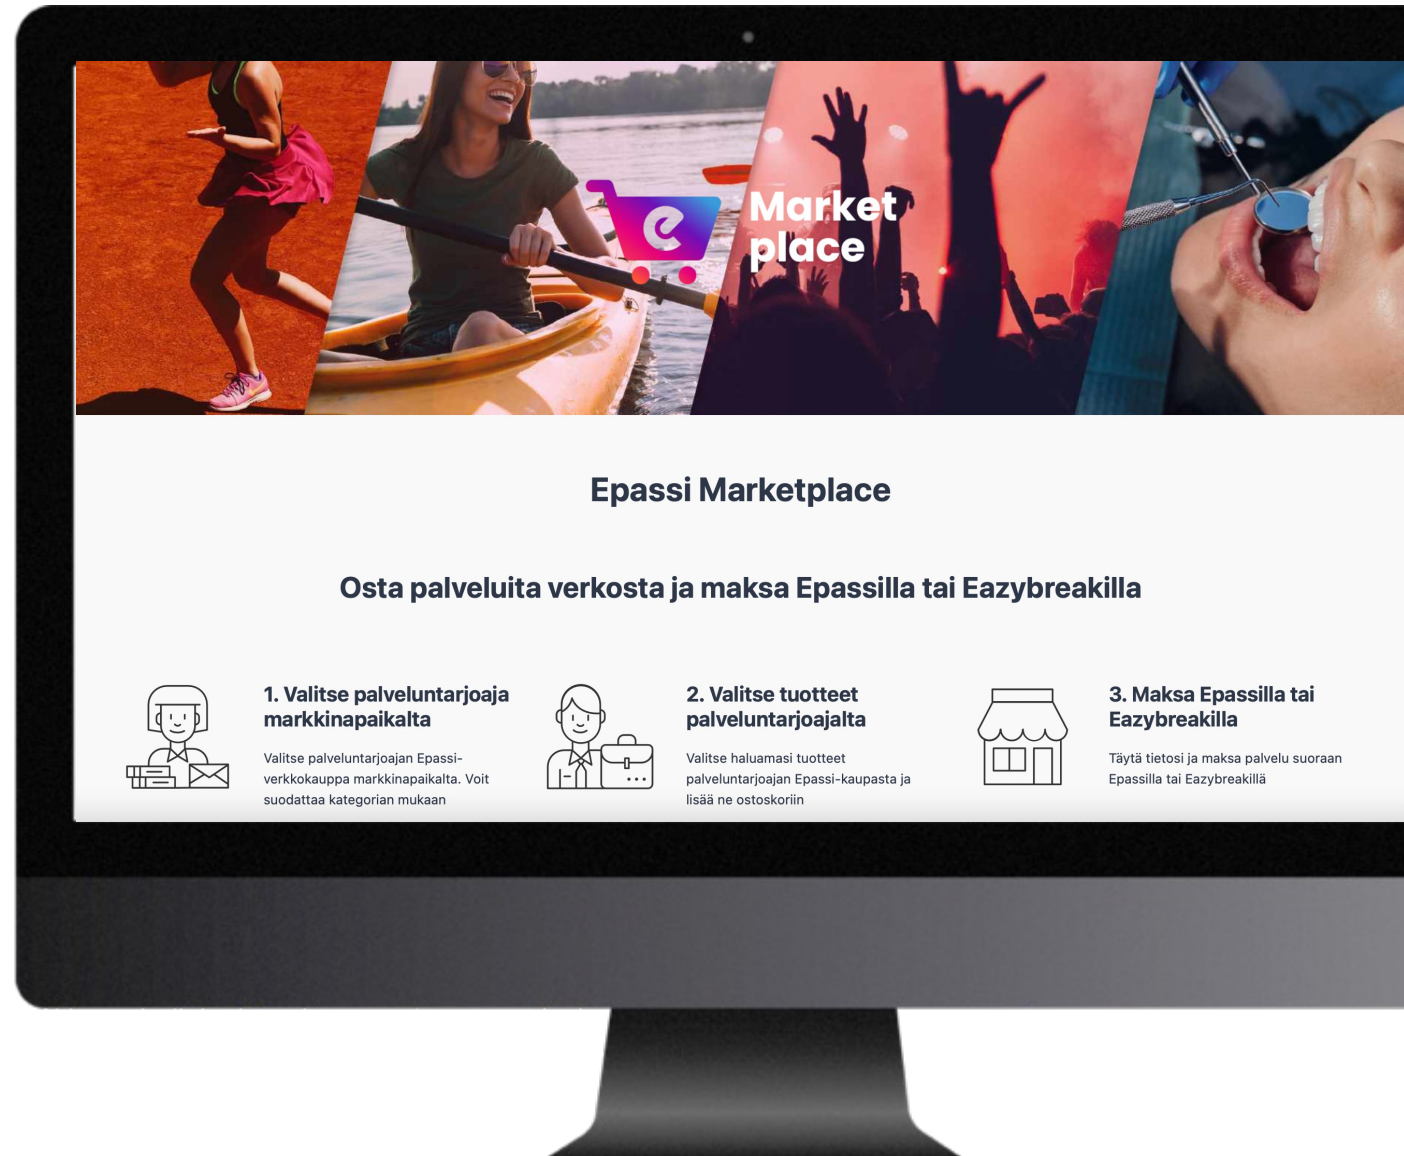 Market
place
Epassi Marketplace
Osta palveluita verkosta ja maksa Epassilla tai Eazybreakilla
1. Valitse palveluntarjoaja
markkinapaikalta
Valitse palveluntarjoajan Epassi-
verkkokauppa markkinapaikalta. Voit
suodattaa kategorian mukaan
2. Valitse tuotteet
palveluntarjoajalta
Valitse haluamasi tuotteet
palveluntarjoajan Epassi-kaupasta ja
lisää ne ostoskoriin
3. Maksa Epassilla tai
Eazybreakilla
Täytä tietosi ja maksa palvelu suoraan
Epassilla tai Eazybreakillä